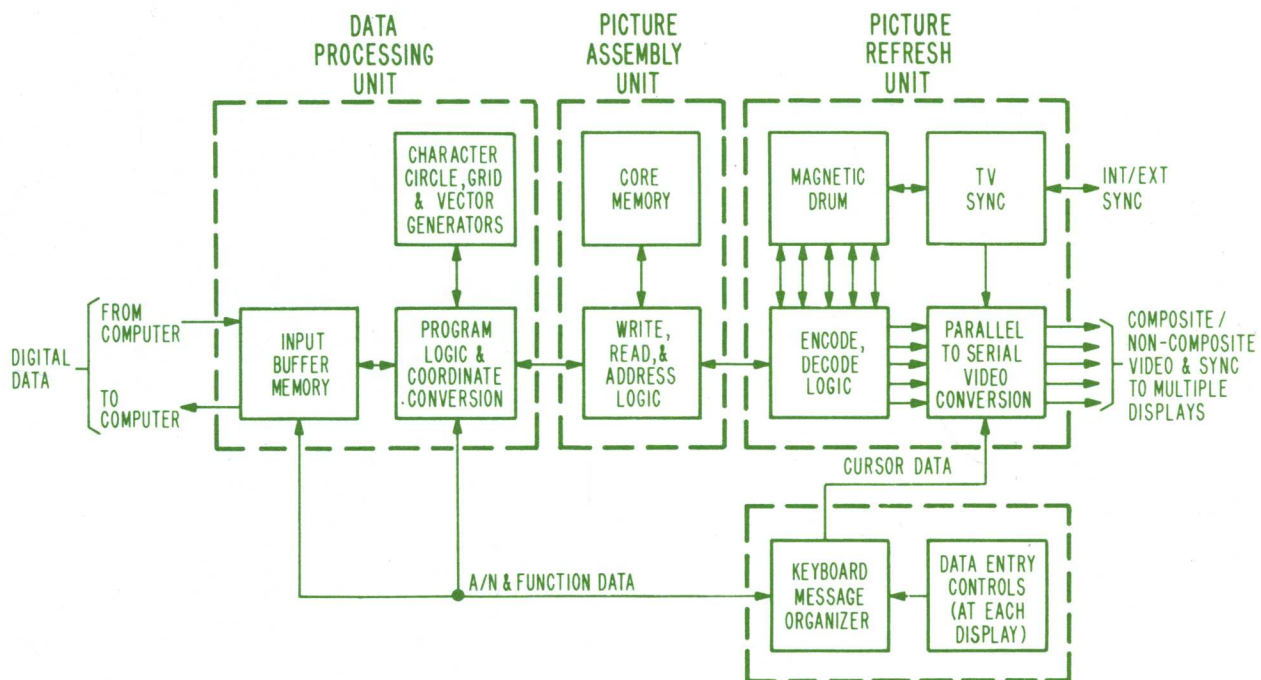 DATA
PROCESSING
UNIT
PICTURE
ASSEMBLY
UNIT
PICTURE
REFRESH
UNIT
CHARACTER
CIRCLE, GRID
& VECTOR
GENERATORS
CORE
MEMORY
MAGNETIC
DRUM
TV
SYNC
INT/EXT
SYNC
DIGITAL
DATA
FROM
COMPUTER
TO
COMPUTER
INPUT
BUFFER
MEMORY
PROGRAM
LOGIC &
COORDINATE
CONVERSION
WRITE,
READ, &
ADDRESS
LOGIC
ENCODE,
DECODE
LOGIC
PARALLEL
TO SERIAL
VIDEO
CONVERSION
COMPOSITE /
NON-COMPOSITE
VIDEO & SYNC
TO MULTIPLE
DISPLAYS
CURSOR DATA
A/N & FUNCTION DATA
KEYBOARD
MESSAGE
ORGANIZER
DATA ENTRY
CONTROLS
(AT EACH
DISPLAY)